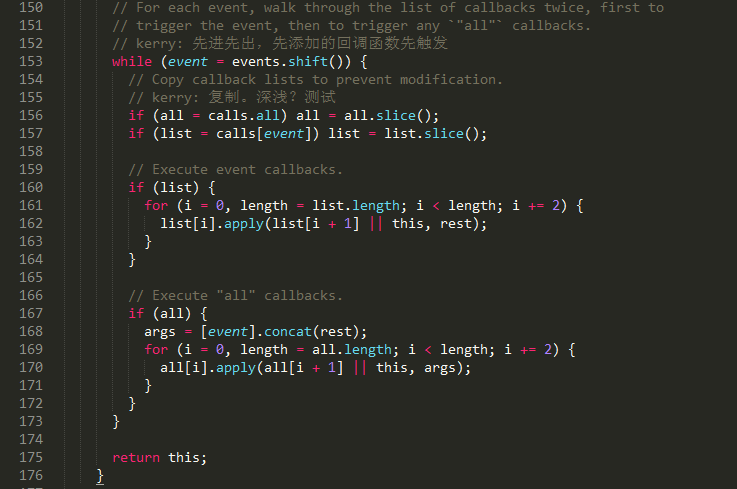 150 // For each event, walk through the list of callbacks twice, first to
151 // trigger the event, then to trigger any `"all"` callbacks.
152 // kerry: 先进先出，先添加的回调函数先触发
153 while (event = events.shift()) {
154 // Copy callback lists to prevent modification.
155 // kerry: 复制。深浅？测试
156 if (all = calls.all) all = all.slice();
157 if (list = calls[event]) list = list.slice();
158
159 // Execute event callbacks.
160 if (list) {
161 for (i = 0, length = list.length; i < length; i += 2) {
162 list[i].apply(list[i + 1] || this, rest);
163 }
164 }
165
166 // Execute "all" callbacks.
167 if (all) {
168 args = [event].concat(rest);
169 for (i = 0, length = all.length; i < length; i += 2) {
170 all[i].apply(all[i + 1] || this, args);
171 }
172 }
173 }
174
175 return this;
176 }